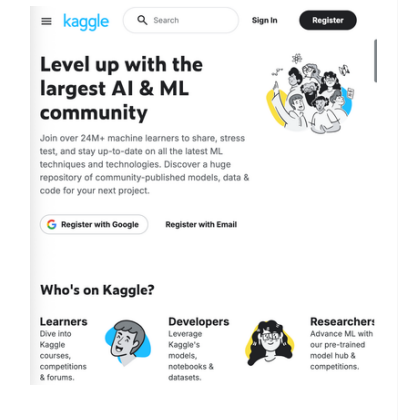 kaggle
Search
Sign In
Register
Level up with the
largest AI & ML
community
Join over 24M+ machine learners to share, stress
test, and stay up-to-date on all the latest ML
techniques and technologies. Discover a huge
repository of community-published models, data &
code for your next project.
Register with Google
Register with Email
Who's on Kaggle?
Learners
Dive into
Kaggle
courses,
competitions
& forums.
Developers
Leverage
Kaggle's
models,
notebooks &
datasets.
Researchers
Advance ML with
our pre-trained
model hub &
competitions.